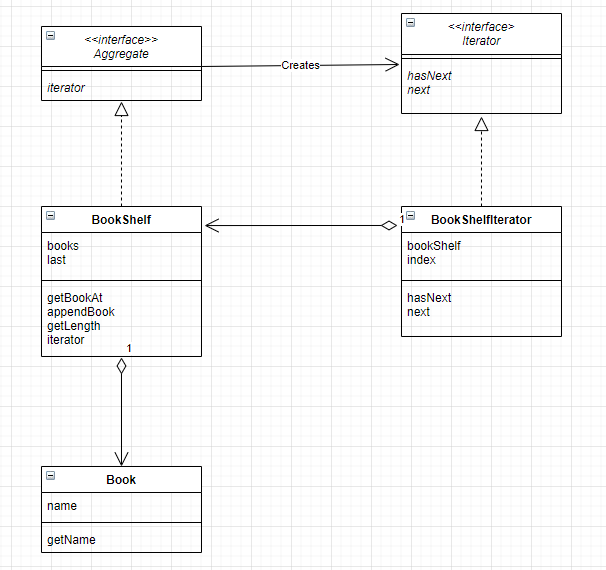 <<interface>>
Aggregate
iterator
Creates
<<interface>
Iterator
hasNext
next
BookShelf
books
last
getBookAt
appendBook
getLength
iterator
1
1
BookShelfIterator
bookShelf
index
hasNext
next
Book
name
getName